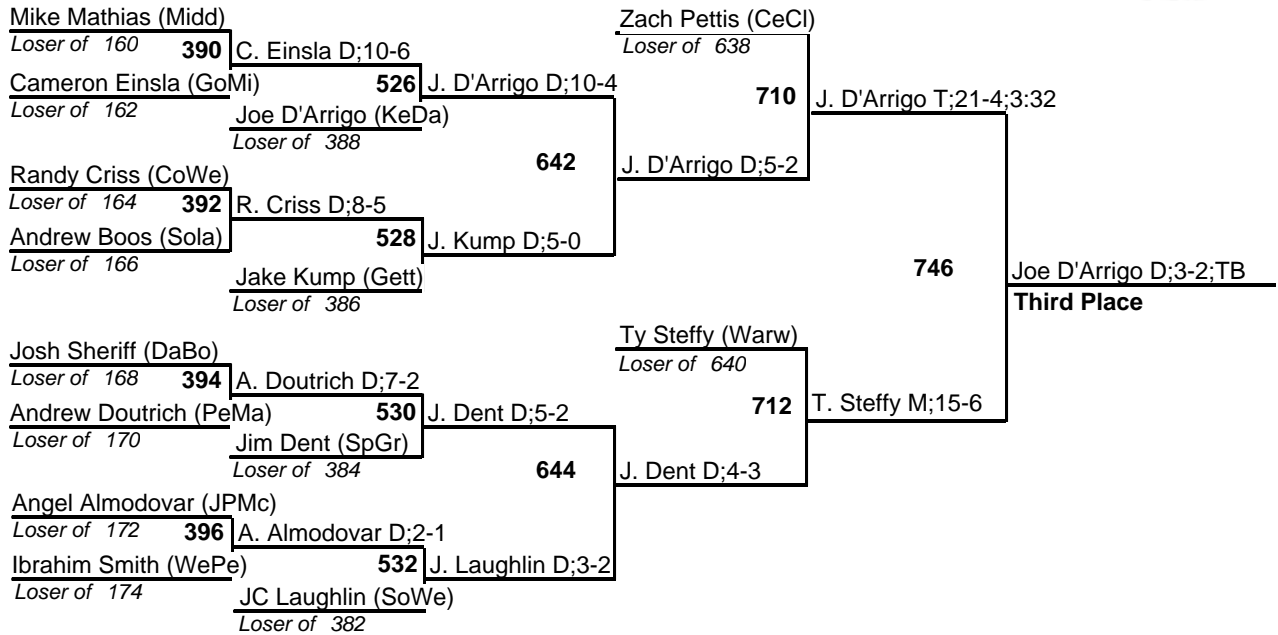 Mike Mathias (Midd)
Loser of 160
390
C. Einsla D;10-6
Cameron Einsla (GoMi)
Loser of 162
526
J. D'Arrigo D;10-4
Joe D'Arrigo (KeDa)
Loser of 388
Randy Criss (CoWe)
Loser of 164
392
R. Criss D;8-5
Andrew Boos (Sola)
Loser of 166
528
J. Kump D;5-0
Jake Kump (Gett)
Loser of 386
642
J. D'Arrigo D;5-2
Zach Pettis (CeCl)
Loser of 638
710
J. D'Arrigo T;21-4;3:32
Josh Sheriff (DaBo)
Loser of 168
394
A. Doutrich D;7-2
Andrew Doutrich (PeMa)
Loser of 170
530
J. Dent D;5-2
Jim Dent (SpGr)
Loser of 384
Angel Almodovar (JPMc)
Loser of 172
396
A. Almodovar D;2-1
Ibrahim Smith (WePe)
Loser of 174
532
J. Laughlin D;3-2
JC Laughlin (SoWe)
Loser of 382
644
J. Dent D;4-3
Ty Steffy (Warw)
Loser of 640
712
T. Steffy M;15-6
746
Joe D'Arrigo D;3-2;TB
Third Place